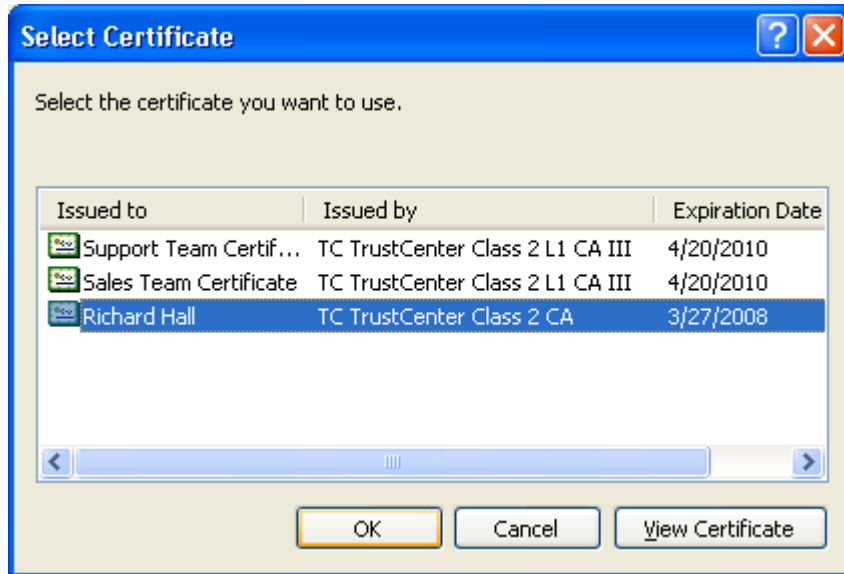 Select Certificate
Select the certificate you want to use.
Issued to Issued by Expiration Date
Support Team Certif... TC TrustCenter Class 2 L1 CA III 4/20/2010
Sales Team Certificate TC TrustCenter Class 2 L1 CA III 4/20/2010
Richard Hall TC TrustCenter Class 2 CA 3/27/2008
OK Cancel View Certificate